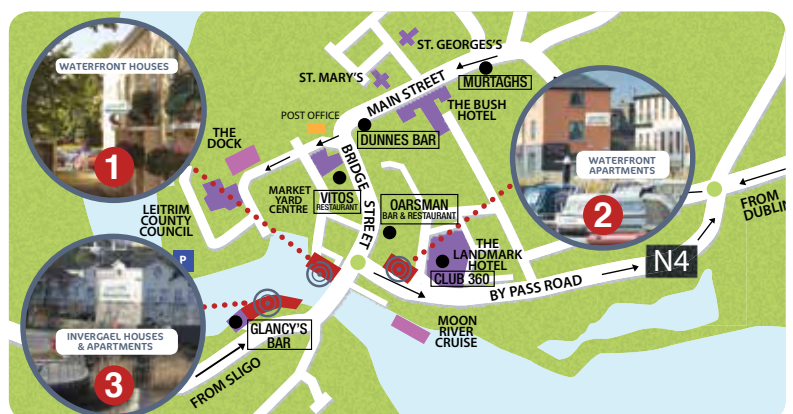 WATERFRONT HOUSES
1
ST. GEORGES'S
ST. MARY'S
MURTAGHS
MAIN STREET
THE BUSH
HOTEL
POST OFFICE
DUNNES BAR
THE
DOCK
WATERFRONT
APARTMENTS
2
BRIDGE STREET
MARKET
YARD
CENTRE
VITOS
RESTAURANT
OARSMAN
BAR & RESTAURANT
LEITRIM
COUNTY
COUNCIL
P
FROM
DUBLIN
THE
LANDMARK
HOTEL
CLUB 360
N4
BY PASS ROAD
INVERGAEL HOUSES
& APARTMENTS
3
GLANCY'S
BAR
MOON
RIVER
CRUISE
FROM SLIGO